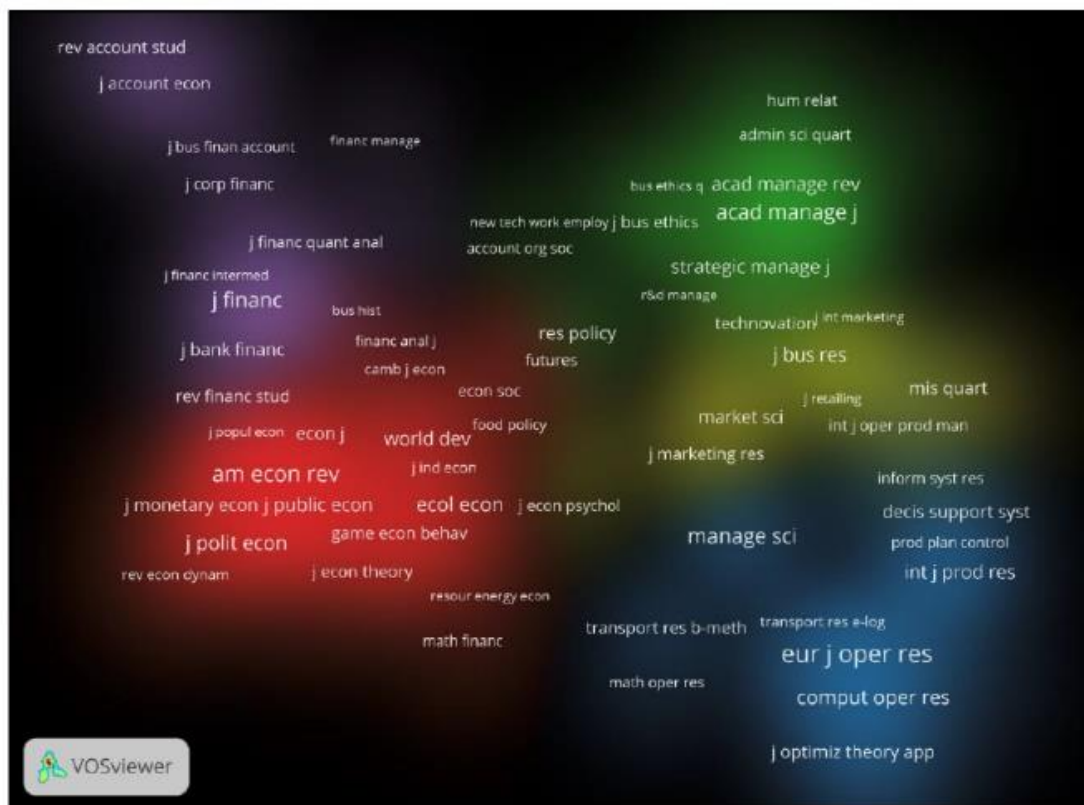 rev account stud
j account econ
hum relat
j bus finan account
financ manage
admin sci quart
j corp financ
bus ethics q
acad manage rev
new tech work employ
j bus ethics
acad manage j
j financ quant anal
account org soc
j financ intermed
strategic manage j
j financ
bus hist
r&d manage
j bank financ
financ anal j
res policy
technovation
j int marketing
camb j econ
futures
j bus res
rev financ stud
econ soc
j retailing
mis quart
j popul econ
econ j
world dev
food policy
market sci
int j oper prod man
am econ rev
j ind econ
j marketing res
j monetary econ
j public econ
ecol econ
j econ psychol
inform syst res
j polit econ
game econ behav
manage sci
decis support syst
prod plan control
rev econ dynam
j econ theory
int j prod res
resour energy econ
math financ
transport res b-meth
transport res e-log
eur j oper res
math oper res
comput oper res
j optimiz theory app
VOSviewer